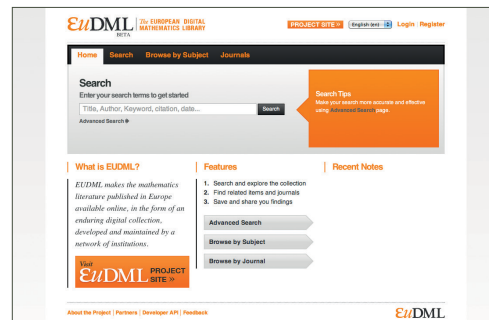 EuDML The EUROPEAN DIGITAL
MATHEMATICS LIBRARY
BETA
PROJECT SITE » English (en) Login Register
Home Search Browse by Subject Journals
Search
Enter your search terms to get started
Title, Author, Keyword, citation, date... Search
Advanced Search
Search Tips
Make your search more accurate and effective
using Advanced Search page.
What is EUDML?
EUDML makes the mathematics
literature published in Europe
available online, in the form of an
enduring digital collection,
developed and maintained by a
network of institutions.
Visit
EuDML PROJECT
SITE »
Features
1. Search and explore the collection
2. Find related items and journals
3. Save and share you findings
Advanced Search
Browse by Subject
Browse by Journal
Recent Notes
About the Project | Partners | Developer API | Feedback
EuDML